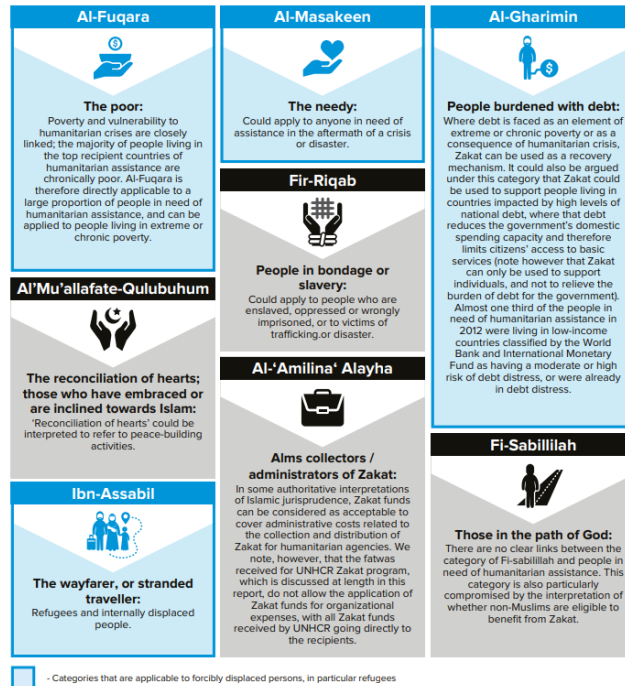 Al-Fuqara
The poor:
Poverty and vulnerability to
humanitarian crises are closely
linked; the majority of people living in
the top recipient countries of
humanitarian assistance are
chronically poor. Al-Fuqara is
therefore directly applicable to a
large proportion of people in need of
humanitarian assistance, and can be
applied to people living in extreme or
chronic poverty.
Al-Masakeen
The needy:
Could apply to anyone in need of
assistance in the aftermath of a crisis
or disaster.
Al-Gharimin
People burdened with debt:
Where debt is faced as an element of
extreme or chronic poverty or as a
consequence of humanitarian crisis,
Zakat can be used as a recovery
mechanism. It could also be argued
under this category that Zakat could
be used to support people living in
countries impacted by high levels of
national debt, where that debt
reduces the government's domestic
spending capacity and therefore
limits citizens' access to basic
services (note however that Zakat
can only be used to support
individuals, and not to relieve the
burden of debt for the government).
Almost one third of the people in
need of humanitarian assistance in
2012 were living in low-income
countries classified by the World
Bank and International Monetary
Fund as having a moderate or high
risk of debt distress, or were already
in debt distress.
Fir-Riqab
People in bondage or
slavery:
Could apply to people who are
enslaved, oppressed or wrongly
imprisoned, or to victims of
trafficking.or disaster.
Al'Mu'allafate-Qulubuhum
The reconciliation of hearts;
those who have embraced or
are inclined towards Islam:
'Reconciliation of hearts' could be
interpreted to refer to peace-building
activities.
Al-'Amilina' Alayha
Alms collectors /
administrators of Zakat:
In some authoritative interpretations
of Islamic jurisprudence, Zakat funds
can be considered as acceptable to
cover administrative costs related to
the collection and distribution of
Zakat for humanitarian agencies. We
note, however, that the fatwas
received for UNHCR Zakat program,
which is discussed at length in this
report, do not allow the application of
Zakat funds for organizational
expenses, with all Zakat funds
received by UNHCR going directly to
the recipients.
Fi-Sabillilah
Those in the path of God:
There are no clear links between the
category of Fi-sabilillah and people in
need of humanitarian assistance. This
category is also particularly
compromised by the interpretation of
whether non-Muslims are eligible to
benefit from Zakat.
Ibn-Assabil
The wayfarer, or stranded
traveller:
Refugees and internally displaced
people.
- Categories that are applicable to forcibly displaced persons, in particular refugees